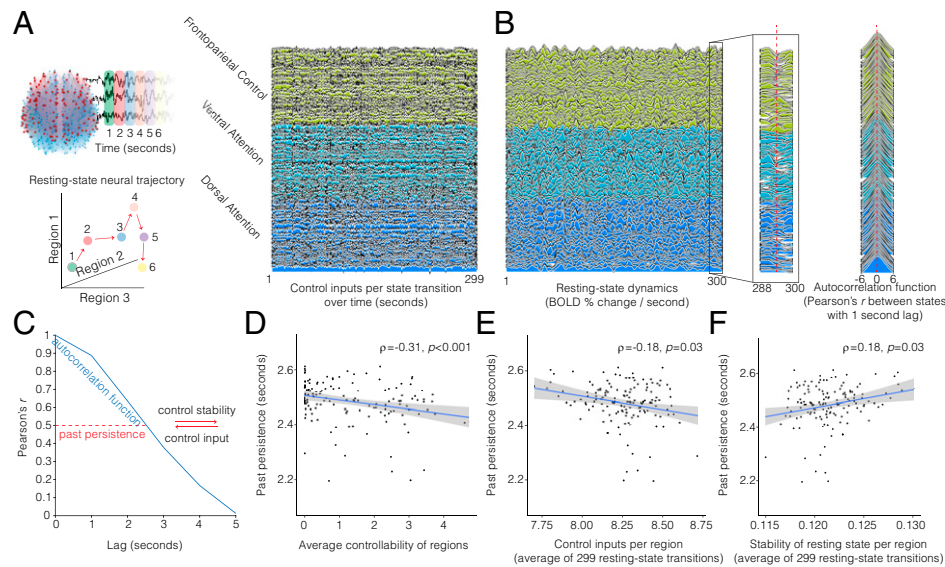 A
Frontoparietal Control
Ventral Attention
Dorsal Attention
1 2 3 4 5 6
Time (seconds)
Resting-state neural trajectory
Region 1
Region 2
Region 3
1
2
3
4
5
6
1
299
Control inputs per state transition
over time (seconds)
B
1
300
Resting-state dynamics
(BOLD % change / second)
288
300
-6
0
6
Autocorrelation function
(Pearson's r between states
with 1 second lag)
C
Pearson's r
1
0.9
0.8
0.7
0.6
0.5
0.4
0.3
0.2
0.1
0
autocorrelation function
past persistence
control stability
control input
0 1 2 3 4 5
Lag (seconds)
D
ρ=-0.31, p<0.001
Past persistence (seconds)
2.6
2.4
2.2
0 1 2 3 4
Average controllability of regions
E
ρ=-0.18, p=0.03
Past persistence (seconds)
2.6
2.4
2.2
7.75 8.00 8.25 8.50 8.75
Control inputs per region
(average of 299 resting-state transitions)
F
ρ=0.18, p=0.03
Past persistence (seconds)
2.6
2.4
2.2
0.115 0.120 0.125 0.130
Stability of resting state per region
(average of 299 resting-state transitions)